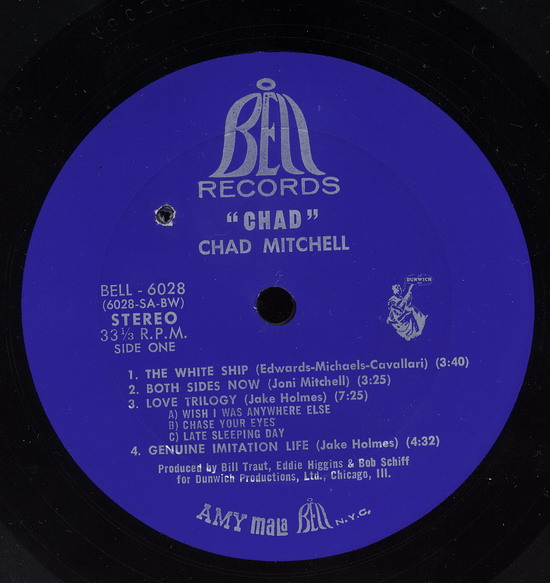 Bell
RECORDS
"CHAD"
CHAD MITCHELL
BELL - 6028
(6028-SA-BW)
STEREO
33⅓ R.P.M.
SIDE ONE
DUNWICH
1. THE WHITE SHIP (Edwards-Michaels-Cavallari) (3:40)
2. BOTH SIDES NOW (Joni Mitchell) (3:25)
3. LOVE TRILOGY (Jake Holmes) (7:25)
A) WISH I WAS ANYWHERE ELSE
B) CHASE YOUR EYES
C) LATE SLEEPING DAY
4. GENUINE IMITATION LIFE (Jake Holmes) (4:32)
Produced by Bill Traut, Eddie Higgins & Bob Schiff
for Dunwich Productions, Ltd., Chicago, Ill.
AMY mala Bell N.Y.C.